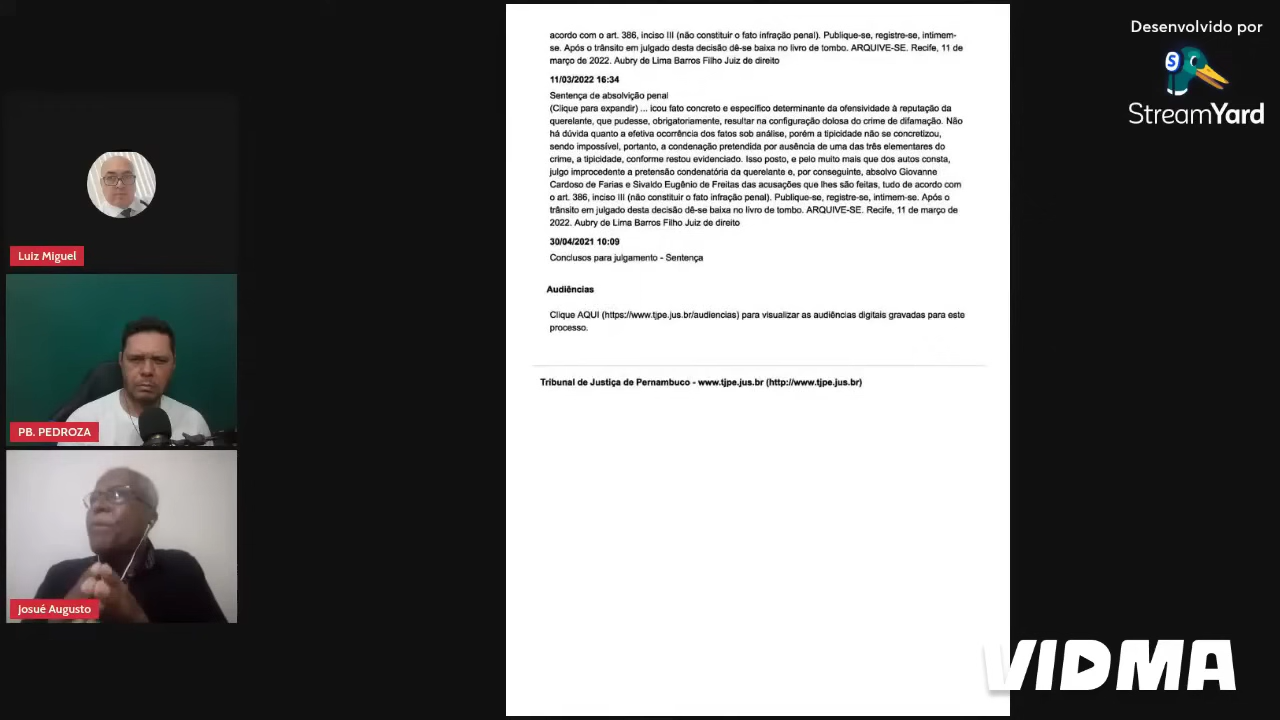 acordo com o art. 386, inciso III (não constituir o fato infração penal). Publique-se, registre-se, intimem-
se. Após o trânsito em julgado desta decisão dê-se baixa no livro de tombo. ARQUIVE-SE. Recife, 11 de
março de 2022. Aubry de Lima Barros Filho Juiz de direito
11/03/2022 16:34
Sentença de absolvição penal
(Clique para expandir) ... icou fato concreto e específico determinante da ofensividade à reputação da
querelante, que pudesse, obrigatoriamente, resultar na configuração dolosa do crime de difamação. Não
há dúvida quanto a efetiva ocorrência dos fatos sob análise, porém a tipicidade não se concretizou,
sendo impossível, portanto, a condenação pretendida por ausência de uma das três elementares do
crime, a tipicidade, conforme restou evidenciado. Isso posto, e pelo muito mais que dos autos consta,
julgo improcedente a pretensão condenatória da querelante e, por conseguinte, absolvo Giovanne
Cardoso de Farias e Sivaldo Eugênio de Freitas das acusações que lhes são feitas, tudo de acordo com
o art. 386, inciso III (não constituir o fato infração penal). Publique-se, registre-se, intimem-se. Após o
trânsito em julgado desta decisão dê-se baixa no livro de tombo. ARQUIVE-SE. Recife, 11 de março de
2022. Aubry de Lima Barros Filho Juiz de direito
30/04/2021 10:09
Conclusos para julgamento - Sentença
Audiências
Clique AQUI (https://www.tjpe.jus.br/audiencias) para visualizar as audiências digitais gravadas para este
processo.
Tribunal de Justiça de Pernambuco - www.tjpe.jus.br (http://www.tjpe.jus.br)
Luiz Miguel
PB. PEDROZA
Josué Augusto
Desenvolvido por
StreamYard
VIDMA